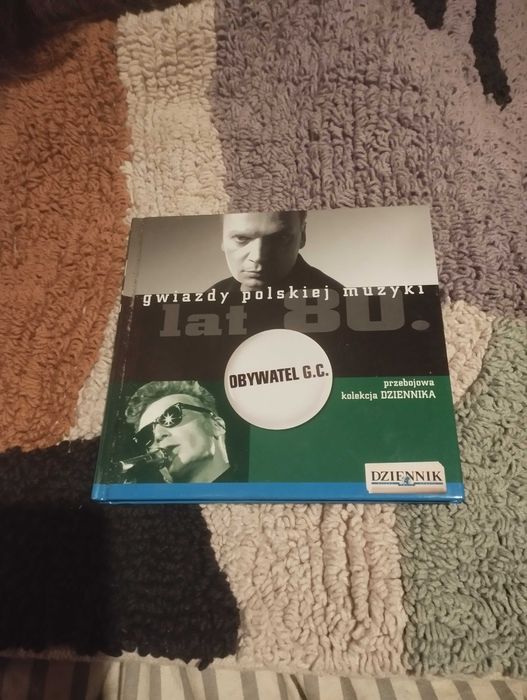 gwiazdy polskiej muzyki
lat 80.
OBYWATEL G.C.
przebojowa
kolekcja DZIENNIKA
DZIENNIK